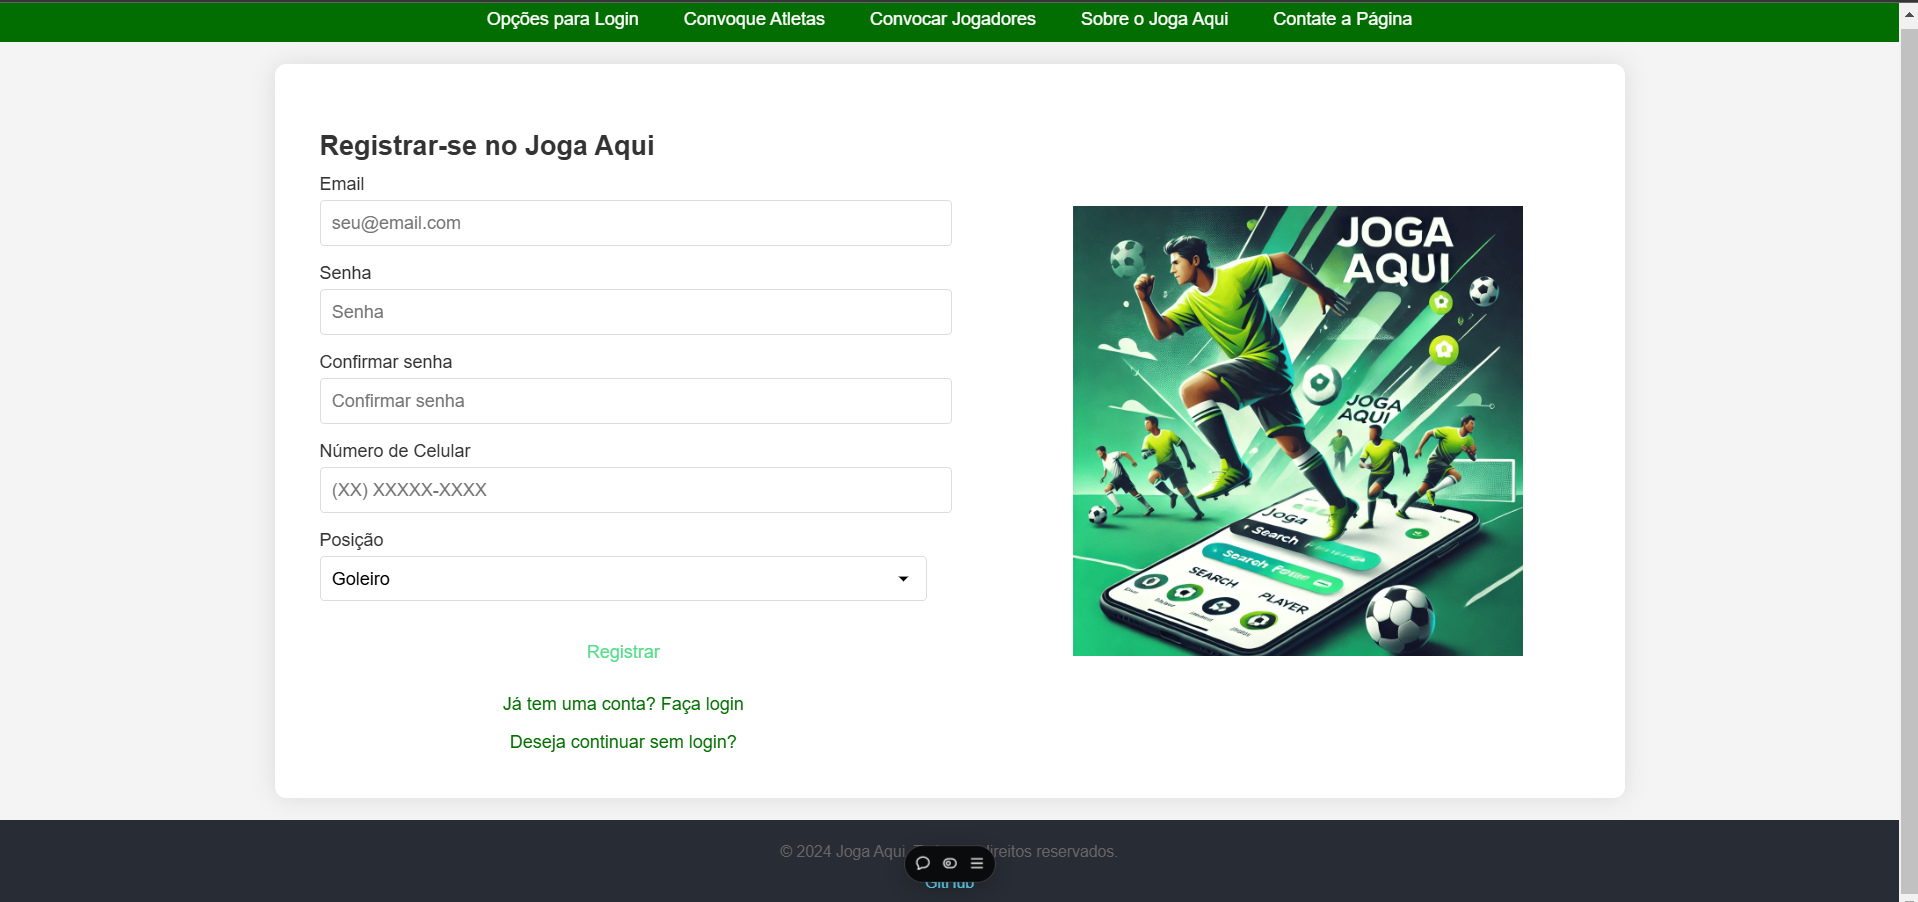 Opções para Login
Convoque Atletas
Convocar Jogadores
Sobre o Joga Aqui
Contate a Página
Registrar-se no Joga Aqui
Email
seu@email.com
Senha
Senha
Confirmar senha
Confirmar senha
Número de Celular
(XX) XXXXX-XXXX
Posição
Goleiro
Registrar
Já tem uma conta? Faça login
Deseja continuar sem login?
JOGA
AQUI
JOGA
AQUI
Joga
Search
Search
SEARCH
PLAYER
© 2024 Joga Aqui
direitos reservados.
GitHub